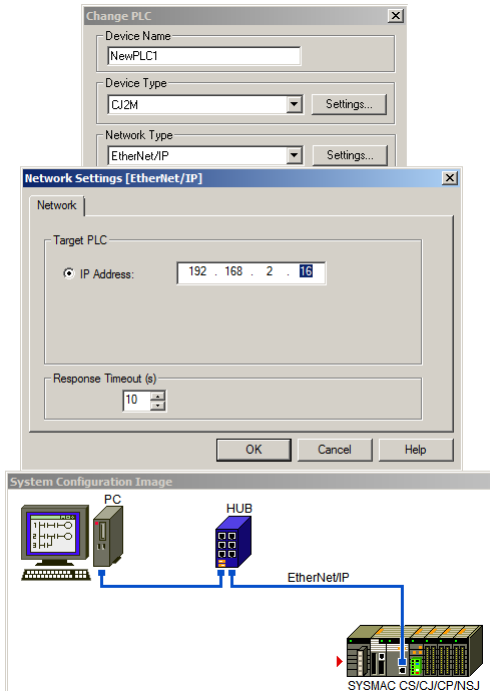 Change PLC
Device Name
NewPLC1
Device Type
CJ2M
Settings...
Network Type
EtherNet/IP
Settings...
Network Settings [EtherNet/IP]
Network
Target PLC
IP Address:
192 . 168 . 2 . 16
Response Timeout (s)
10
OK
Cancel
Help
System Configuration Image
PC
HUB
EtherNet/IP
SYSMAC CS/CJ/CP/NSJ